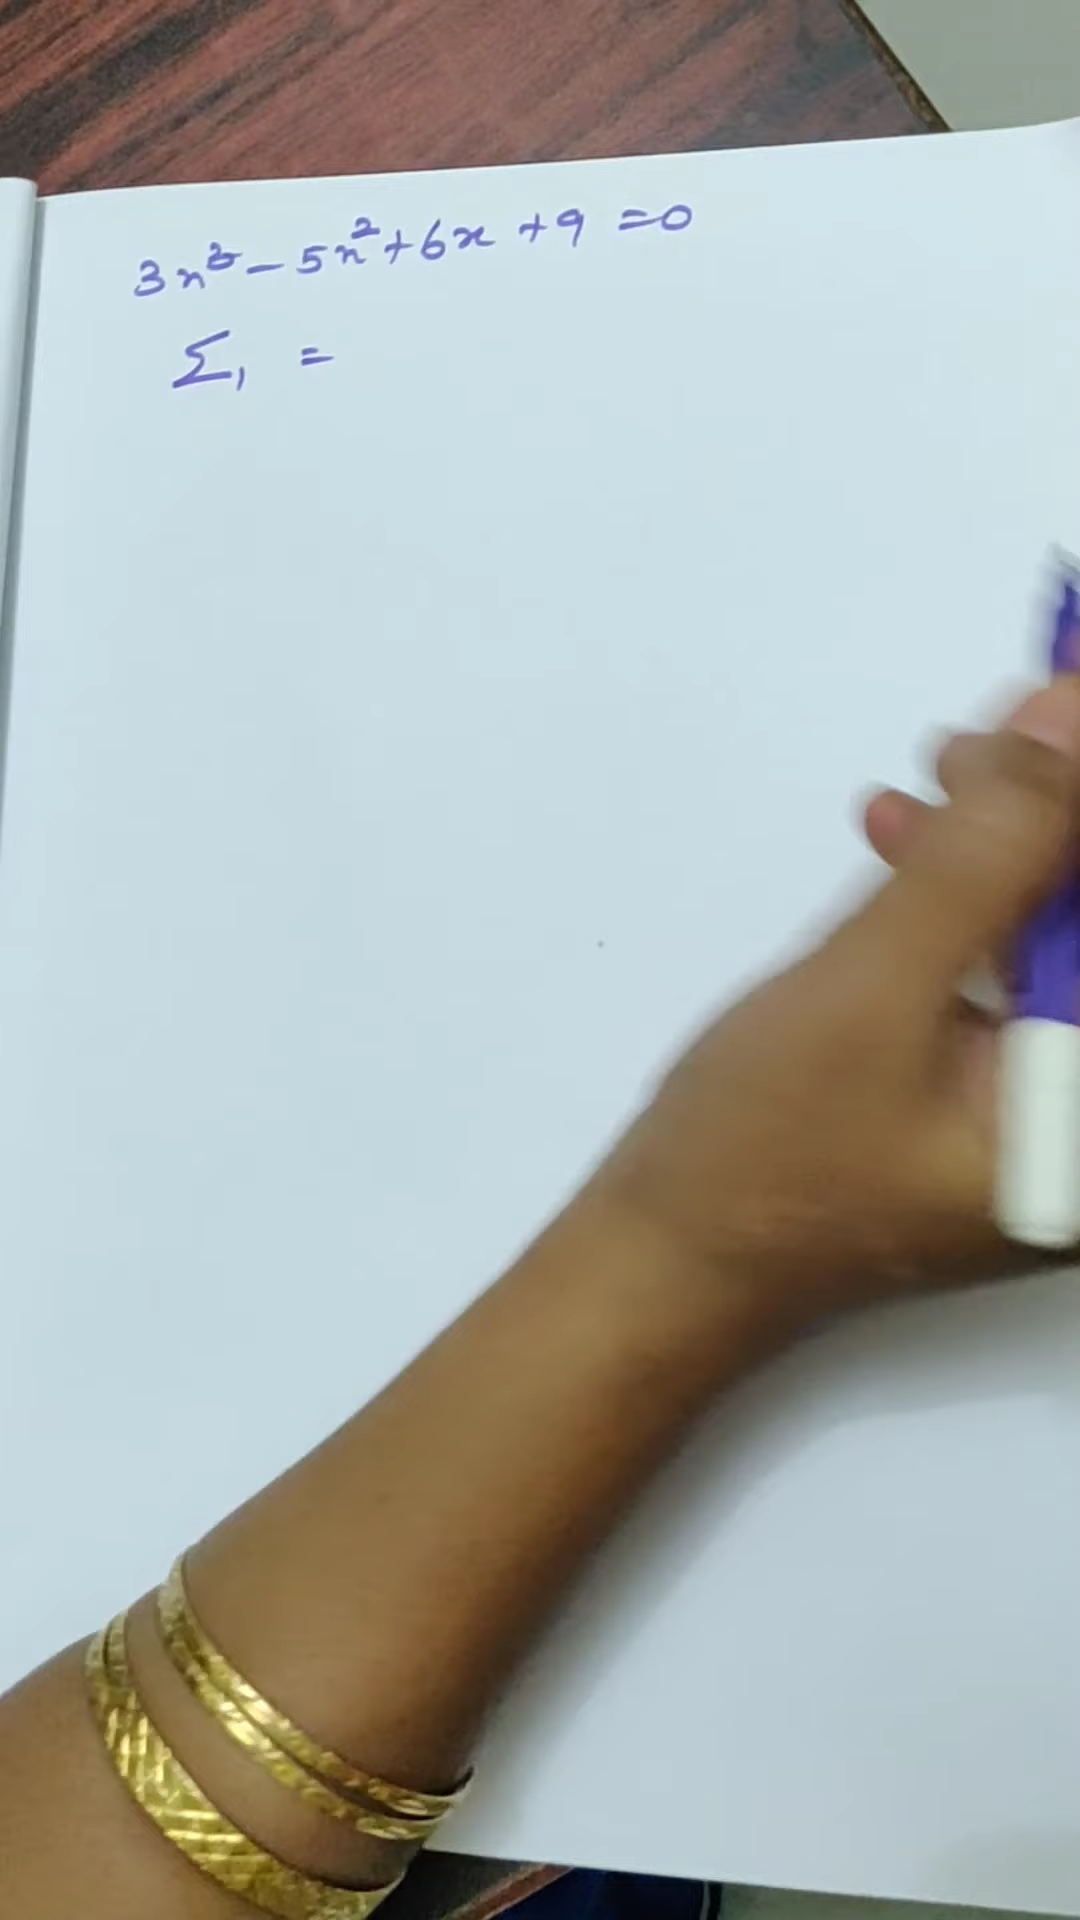 3x³ - 5x² + 6x + 9 = 0
Σ₁ =